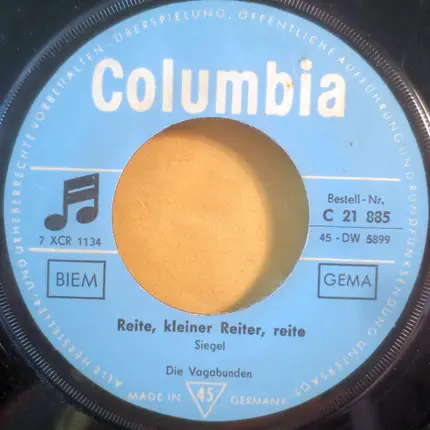 ALLE HERSTELLER- UND URHEBERRECHTE VORBEHALTEN. ÜBERSPIELUNG, ÖFFENTLICHE AUFFÜHRUNG UND RUNDFUNKSENDUNG UNTERSAGT
Columbia
7 XCR 1134
Bestell-Nr.
C 21 885
45 - DW 5899
BIEM
GEMA
Reite, kleiner Reiter, reite
Siegel
Die Vagabunden
MADE IN 45 GERMANY